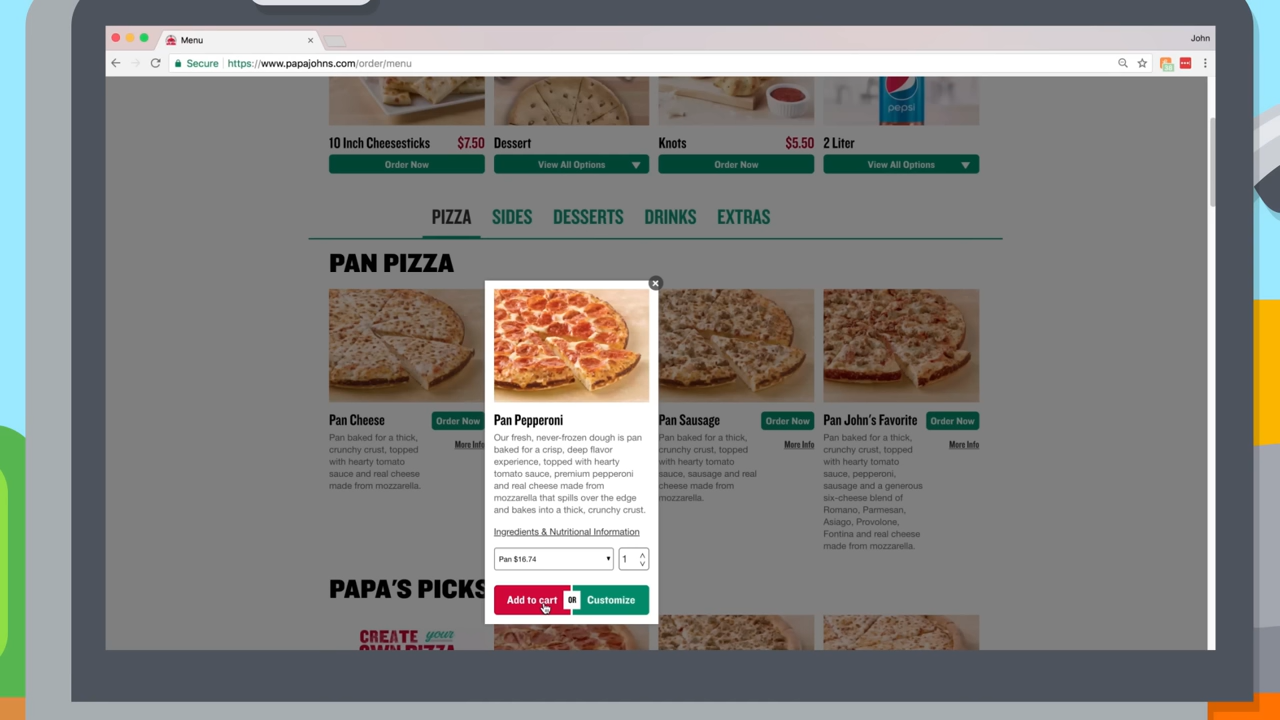 Menu
John
Secure https://www.papajohns.com/order/menu
pepsi
10 Inch Cheesesticks $7.50
Order Now
Dessert
View All Options
Knots $5.50
Order Now
2 Liter
View All Options
PIZZA SIDES DESSERTS DRINKS EXTRAS
PAN PIZZA
Pan Cheese
Order Now
More Info
Pan baked for a thick,
crunchy crust, topped
with hearty tomato
sauce and real cheese
made from mozzarella.
Pan Pepperoni
Our fresh, never-frozen dough is pan
baked for a crisp, deep flavor
experience, topped with hearty
tomato sauce, premium pepperoni
and real cheese made from
mozzarella that spills over the edge
and bakes into a thick, crunchy crust.
Ingredients & Nutritional Information
Pan $16.74
1
Add to cart OR Customize
Pan Sausage
Order Now
More Info
Pan baked for a thick,
crunchy crust, topped
with hearty tomato
sauce, sausage and real
cheese made from
mozzarella.
Pan John's Favorite
Order Now
More Info
Pan baked for a thick,
crunchy crust, topped
with hearty tomato
sauce, pepperoni,
sausage and a generous
six-cheese blend of
Romano, Parmesan,
Asiago, Provolone,
Fontina and real cheese
made from mozzarella.
PAPA'S PICKS
CREATE your
OWN PIZZA